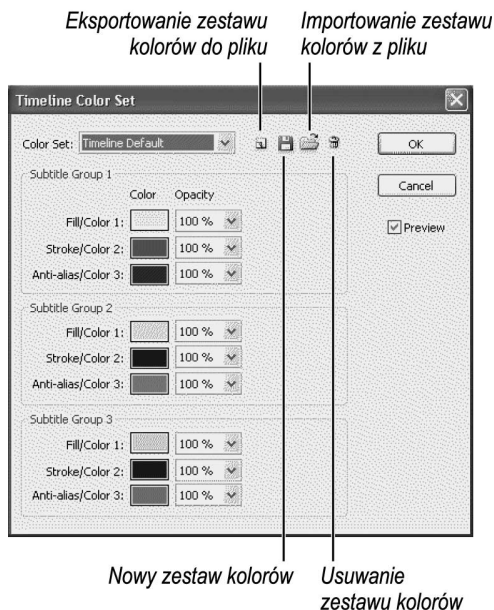 Eksportowanie zestawu
kolorów do pliku
Importowanie zestawu
kolorów z pliku
Timeline Color Set
Color Set: Timeline Default
OK
Cancel
Preview
Subtitle Group 1
Color Opacity
Fill/Color 1: 100 %
Stroke/Color 2: 100 %
Anti-alias/Color 3: 100 %
Subtitle Group 2
Fill/Color 1: 100 %
Stroke/Color 2: 100 %
Anti-alias/Color 3: 100 %
Subtitle Group 3
Fill/Color 1: 100 %
Stroke/Color 2: 100 %
Anti-alias/Color 3: 100 %
Nowy zestaw kolorów
Usuwanie
zestawu kolorów